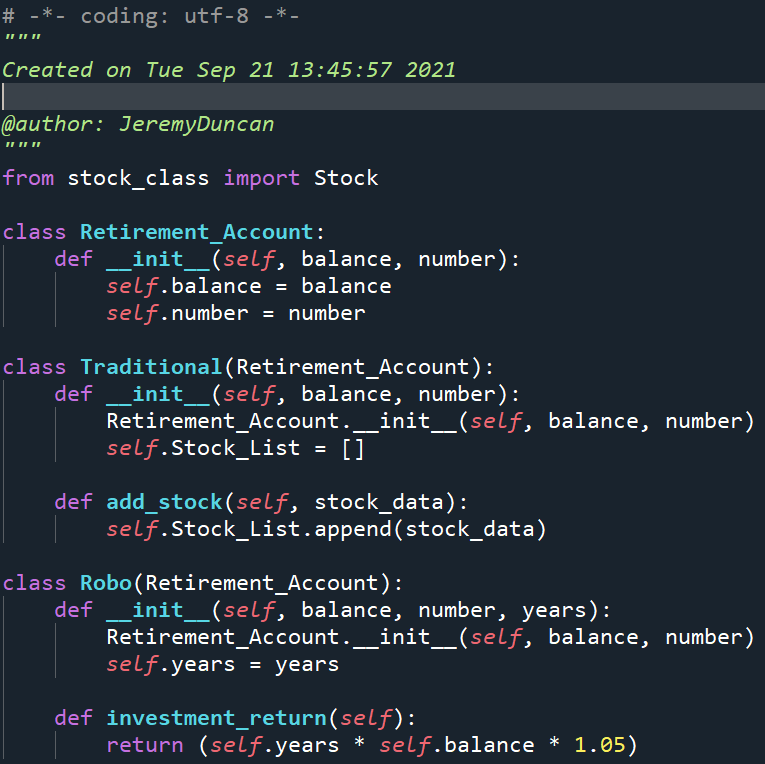 # -*- coding: utf-8 -*-
"""
Created on Tue Sep 21 13:45:57 2021
@author: JeremyDuncan
"""
from stock_class import Stock
class Retirement_Account:
    def __init__(self, balance, number):
        self.balance = balance
        self.number = number
class Traditional(Retirement_Account):
    def __init__(self, balance, number):
        Retirement_Account.__init__(self, balance, number)
        self.Stock_List = []
    def add_stock(self, stock_data):
        self.Stock_List.append(stock_data)
class Robo(Retirement_Account):
    def __init__(self, balance, number, years):
        Retirement_Account.__init__(self, balance, number)
        self.years = years
    def investment_return(self):
        return (self.years * self.balance * 1.05)